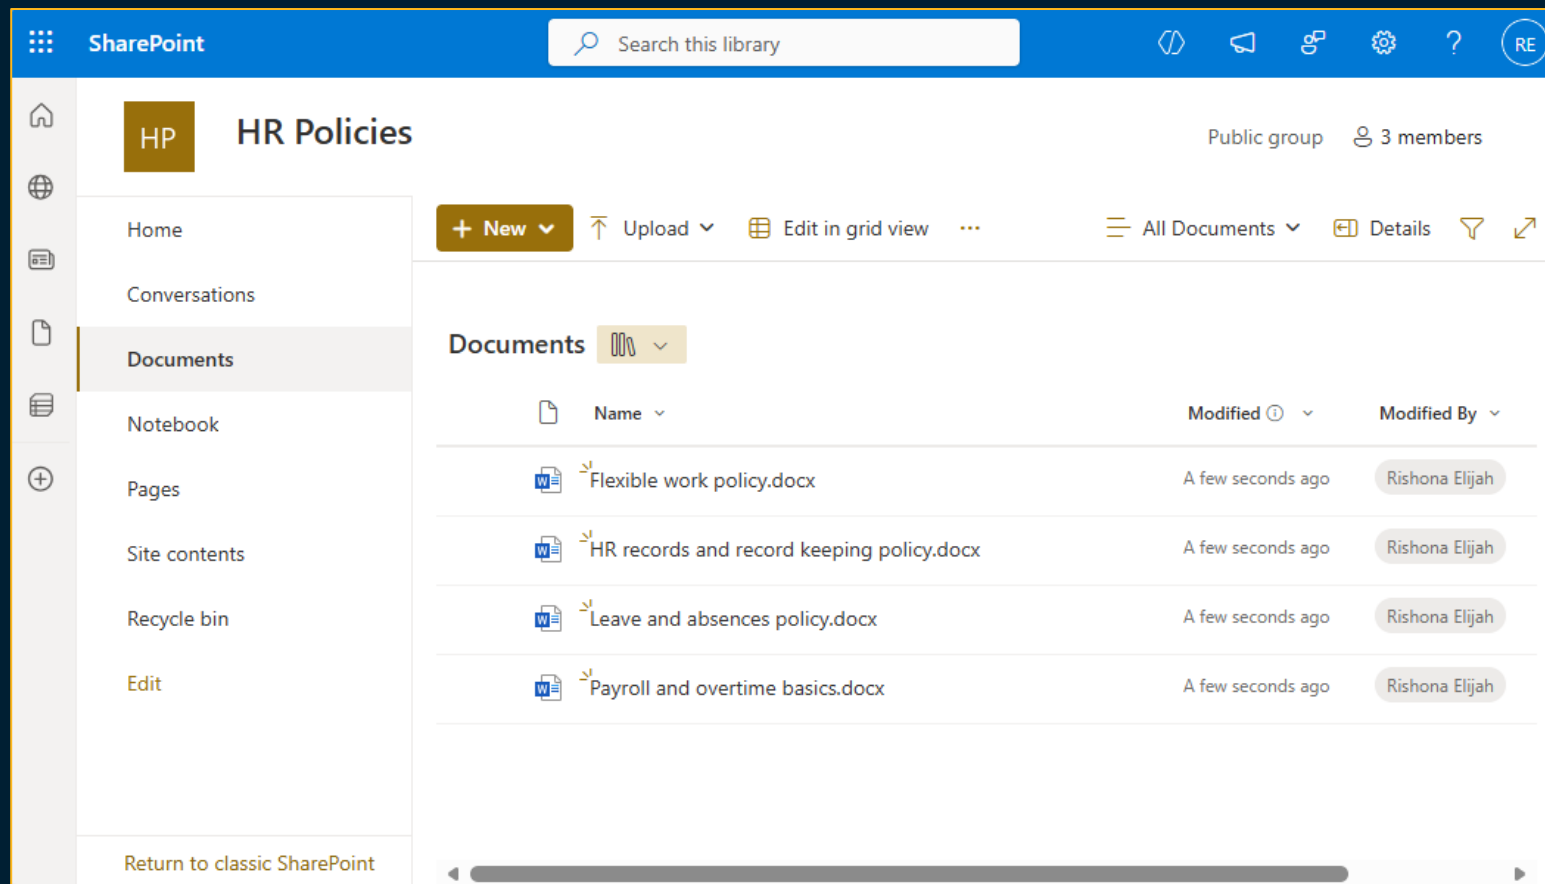 SharePoint
Search this library
RE
HP
HR Policies
Public group
3 members
Home
Conversations
Documents
Notebook
Pages
Site contents
Recycle bin
Edit
Return to classic SharePoint
+ New
Upload
Edit in grid view
...
All Documents
Details
Documents
Name Modified Modified By
Flexible work policy.docx A few seconds ago Rishona Elijah
HR records and record keeping policy.docx A few seconds ago Rishona Elijah
Leave and absences policy.docx A few seconds ago Rishona Elijah
Payroll and overtime basics.docx A few seconds ago Rishona Elijah